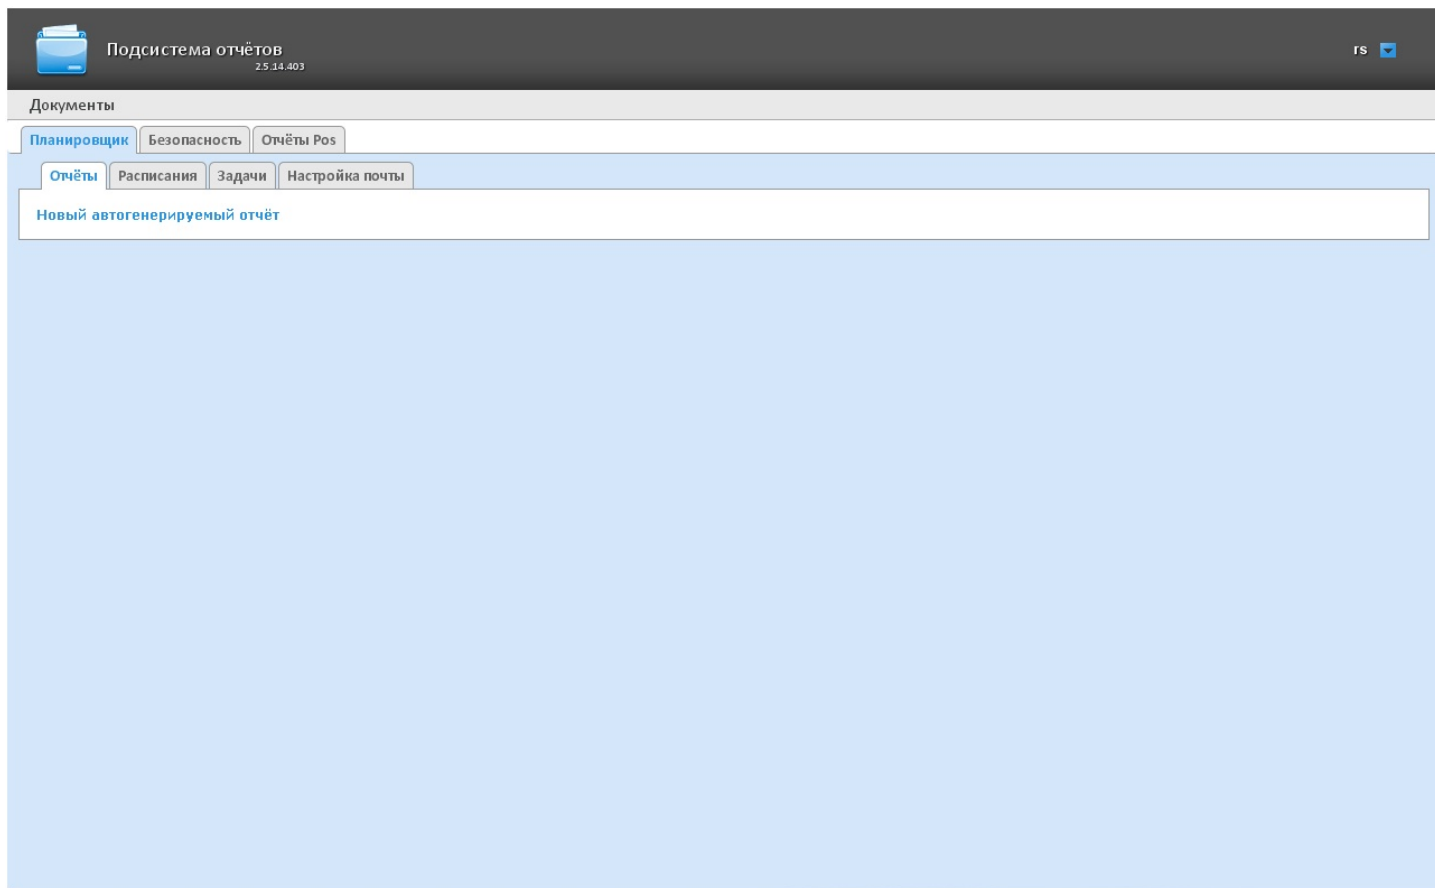 Подсистема отчётов
2.5.14.403
rs
Документы
Планировщик Безопасность Отчёты Pos
Отчёты Расписания Задачи Настройка почты
Новый автогенерируемый отчёт